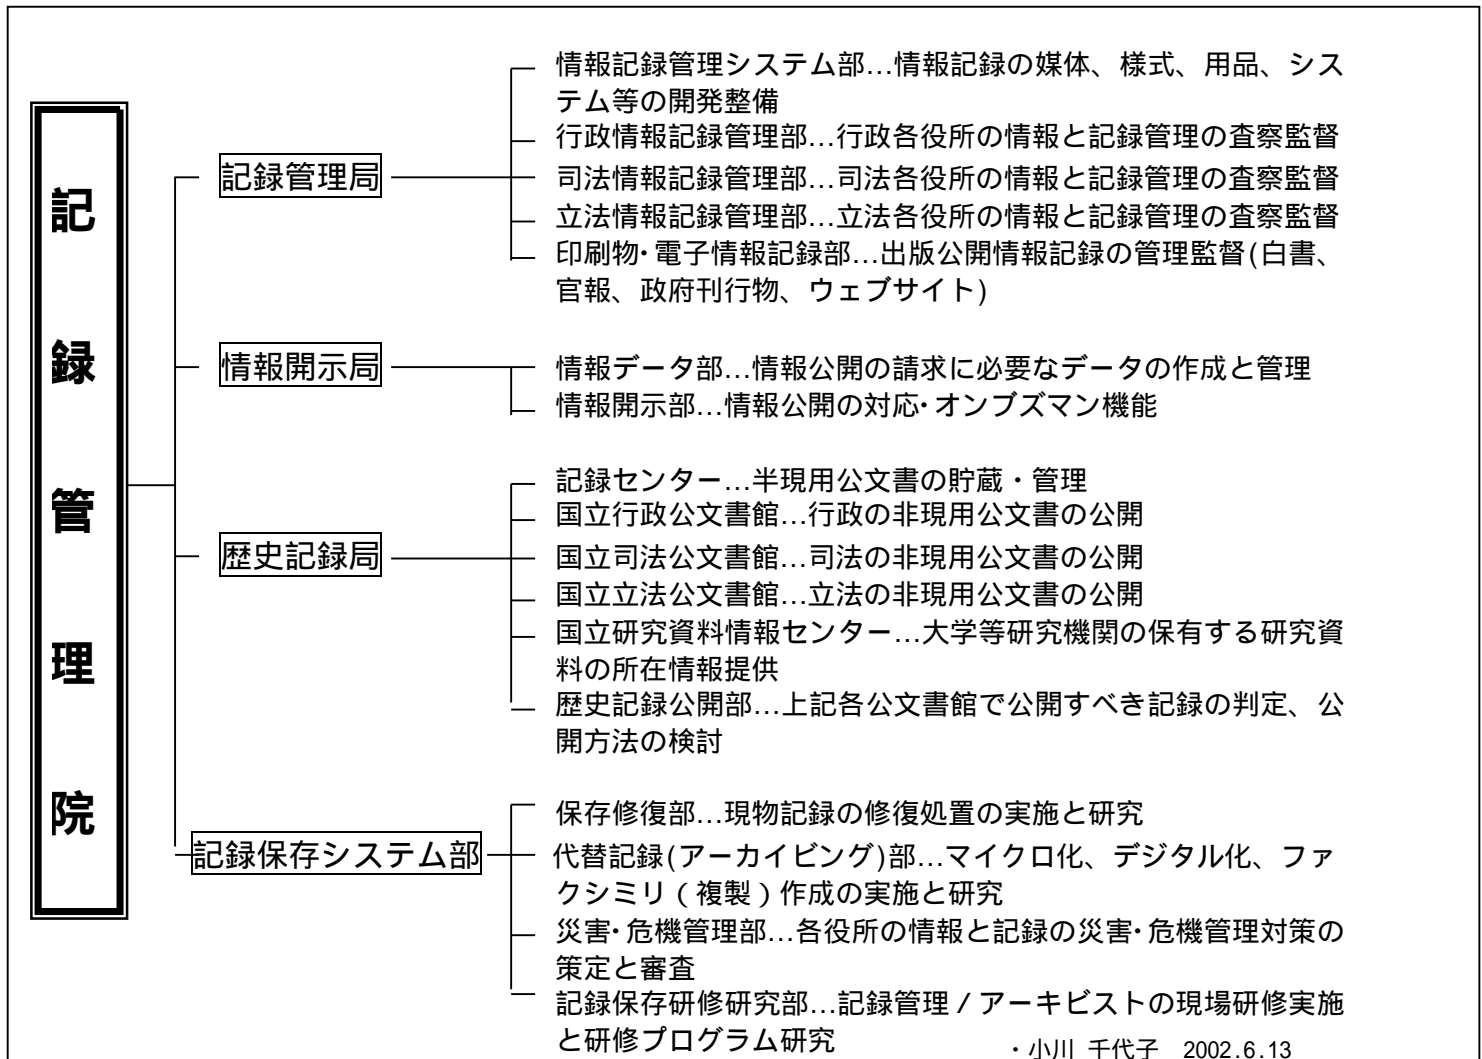 記録管理院
記録管理局
情報記録管理システム部…情報記録の媒体、様式、用品、シス
テム等の開発整備
行政情報記録管理部…行政各役所の情報と記録管理の査察監督
司法情報記録管理部…司法各役所の情報と記録管理の査察監督
立法情報記録管理部…立法各役所の情報と記録管理の査察監督
印刷物・電子情報記録部…出版公開情報記録の管理監督(白書、
官報、政府刊行物、ウェブサイト)
情報開示局
情報データ部…情報公開の請求に必要なデータの作成と管理
情報開示部…情報公開の対応・オンブズマン機能
歴史記録局
記録センター…半現用公文書の貯蔵・管理
国立行政公文書館…行政の非現用公文書の公開
国立司法公文書館…司法の非現用公文書の公開
国立立法公文書館…立法の非現用公文書の公開
国立研究資料情報センター…大学等研究機関の保有する研究資
料の所在情報提供
歴史記録公開部…上記各公文書館で公開すべき記録の判定、公
開方法の検討
記録保存システム部
保存修復部…現物記録の修復処置の実施と研究
代替記録(アーカイビング)部…マイクロ化、デジタル化、ファ
クシミリ（複製）作成の実施と研究
災害・危機管理部…各役所の情報と記録の災害・危機管理対策の
策定と審査
記録保存研修研究部…記録管理／アーキビストの現場研修実施
と研修プログラム研究
・小川 千代子 2002.6.13